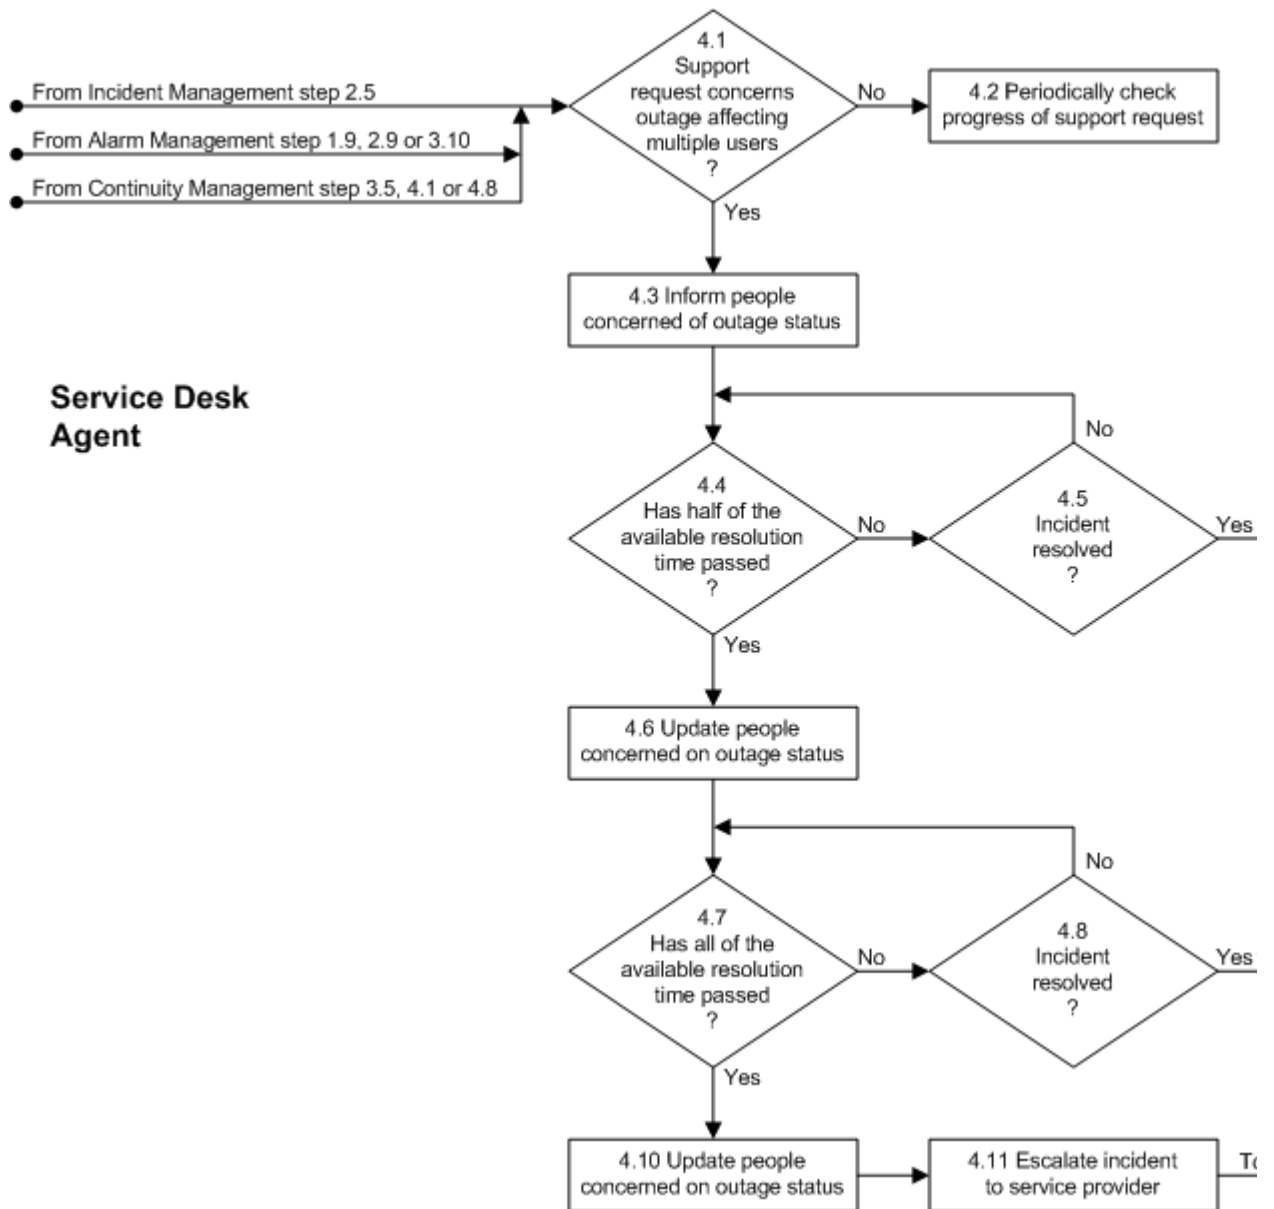 4.1
Support
request concerns
outage affecting
multiple users
?
From Incident Management step 2.5
From Alarm Management step 1.9, 2.9 or 3.10
From Continuity Management step 3.5, 4.1 or 4.8
No
4.2 Periodically check
progress of support request
Yes
4.3 Inform people
concerned of outage status
Service Desk
Agent
4.4
Has half of the
available resolution
time passed
?
No
No
4.5
Incident
resolved
?
Yes
Yes
4.6 Update people
concerned on outage status
4.7
Has all of the
available resolution
time passed
?
No
No
4.8
Incident
resolved
?
Yes
Yes
4.10 Update people
concerned on outage status
4.11 Escalate incident
to service provider